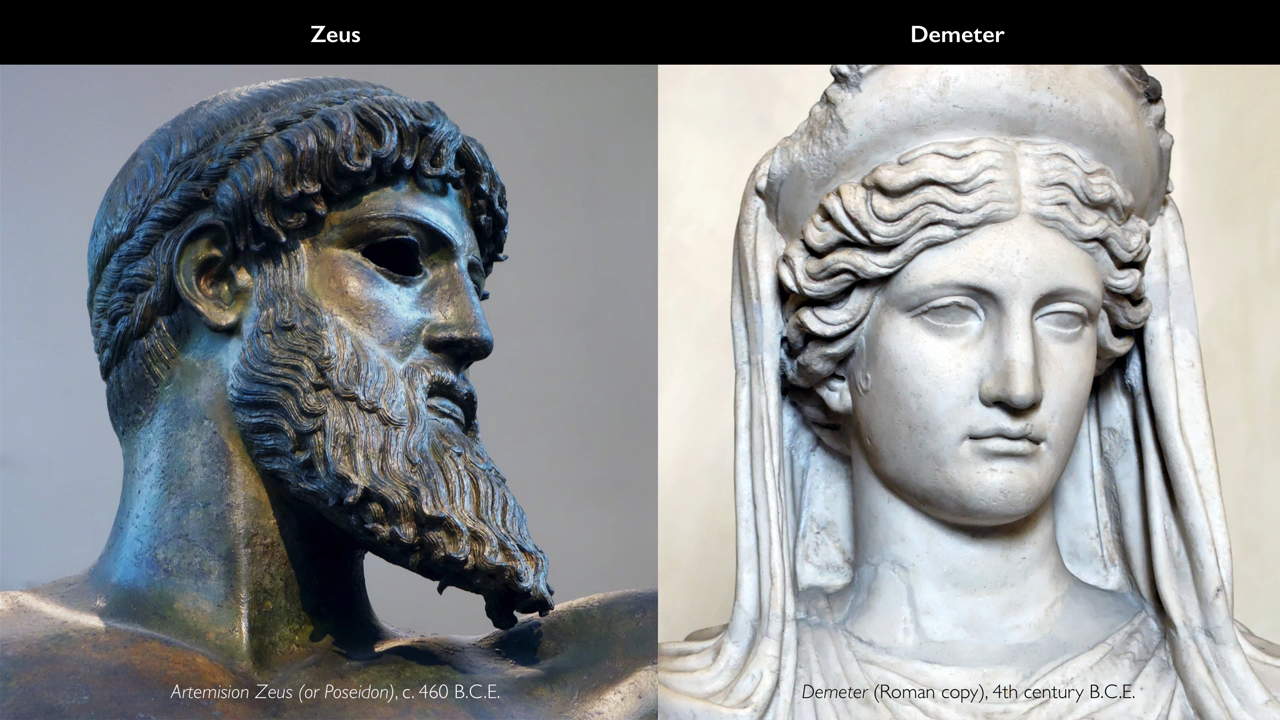 Zeus
Demeter
Artemision Zeus (or Poseidon), c. 460 B.C.E.
Demeter (Roman copy), 4th century B.C.E.